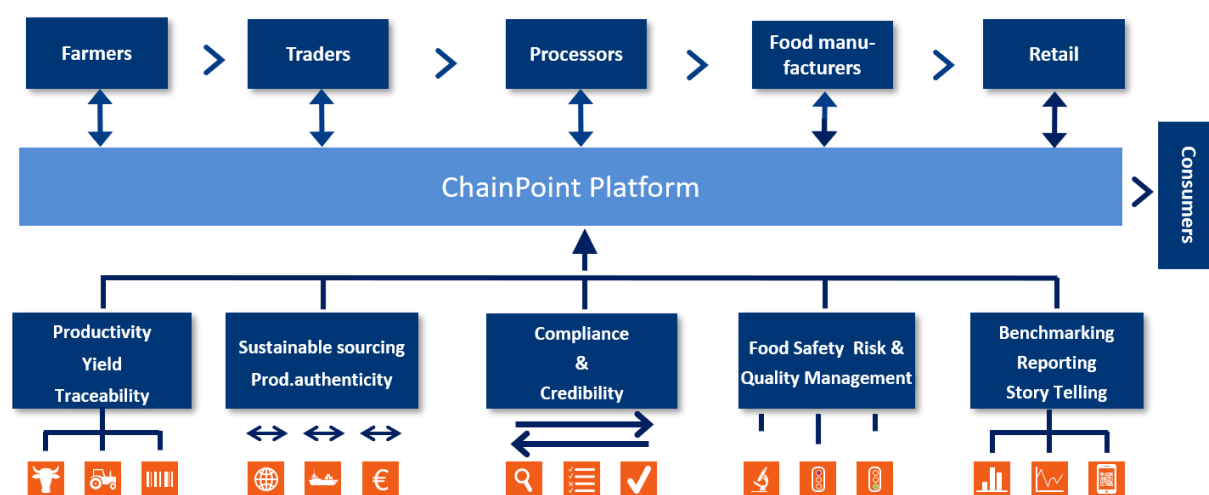 Farmers
Traders
Processors
Food manu-
facturers
Retail
ChainPoint Platform
Consumers
Productivity
Yield
Traceability
Sustainable sourcing
Prod.authenticity
Compliance
&
Credibility
Food Safety Risk &
Quality Management
Benchmarking
Reporting
Story Telling
€